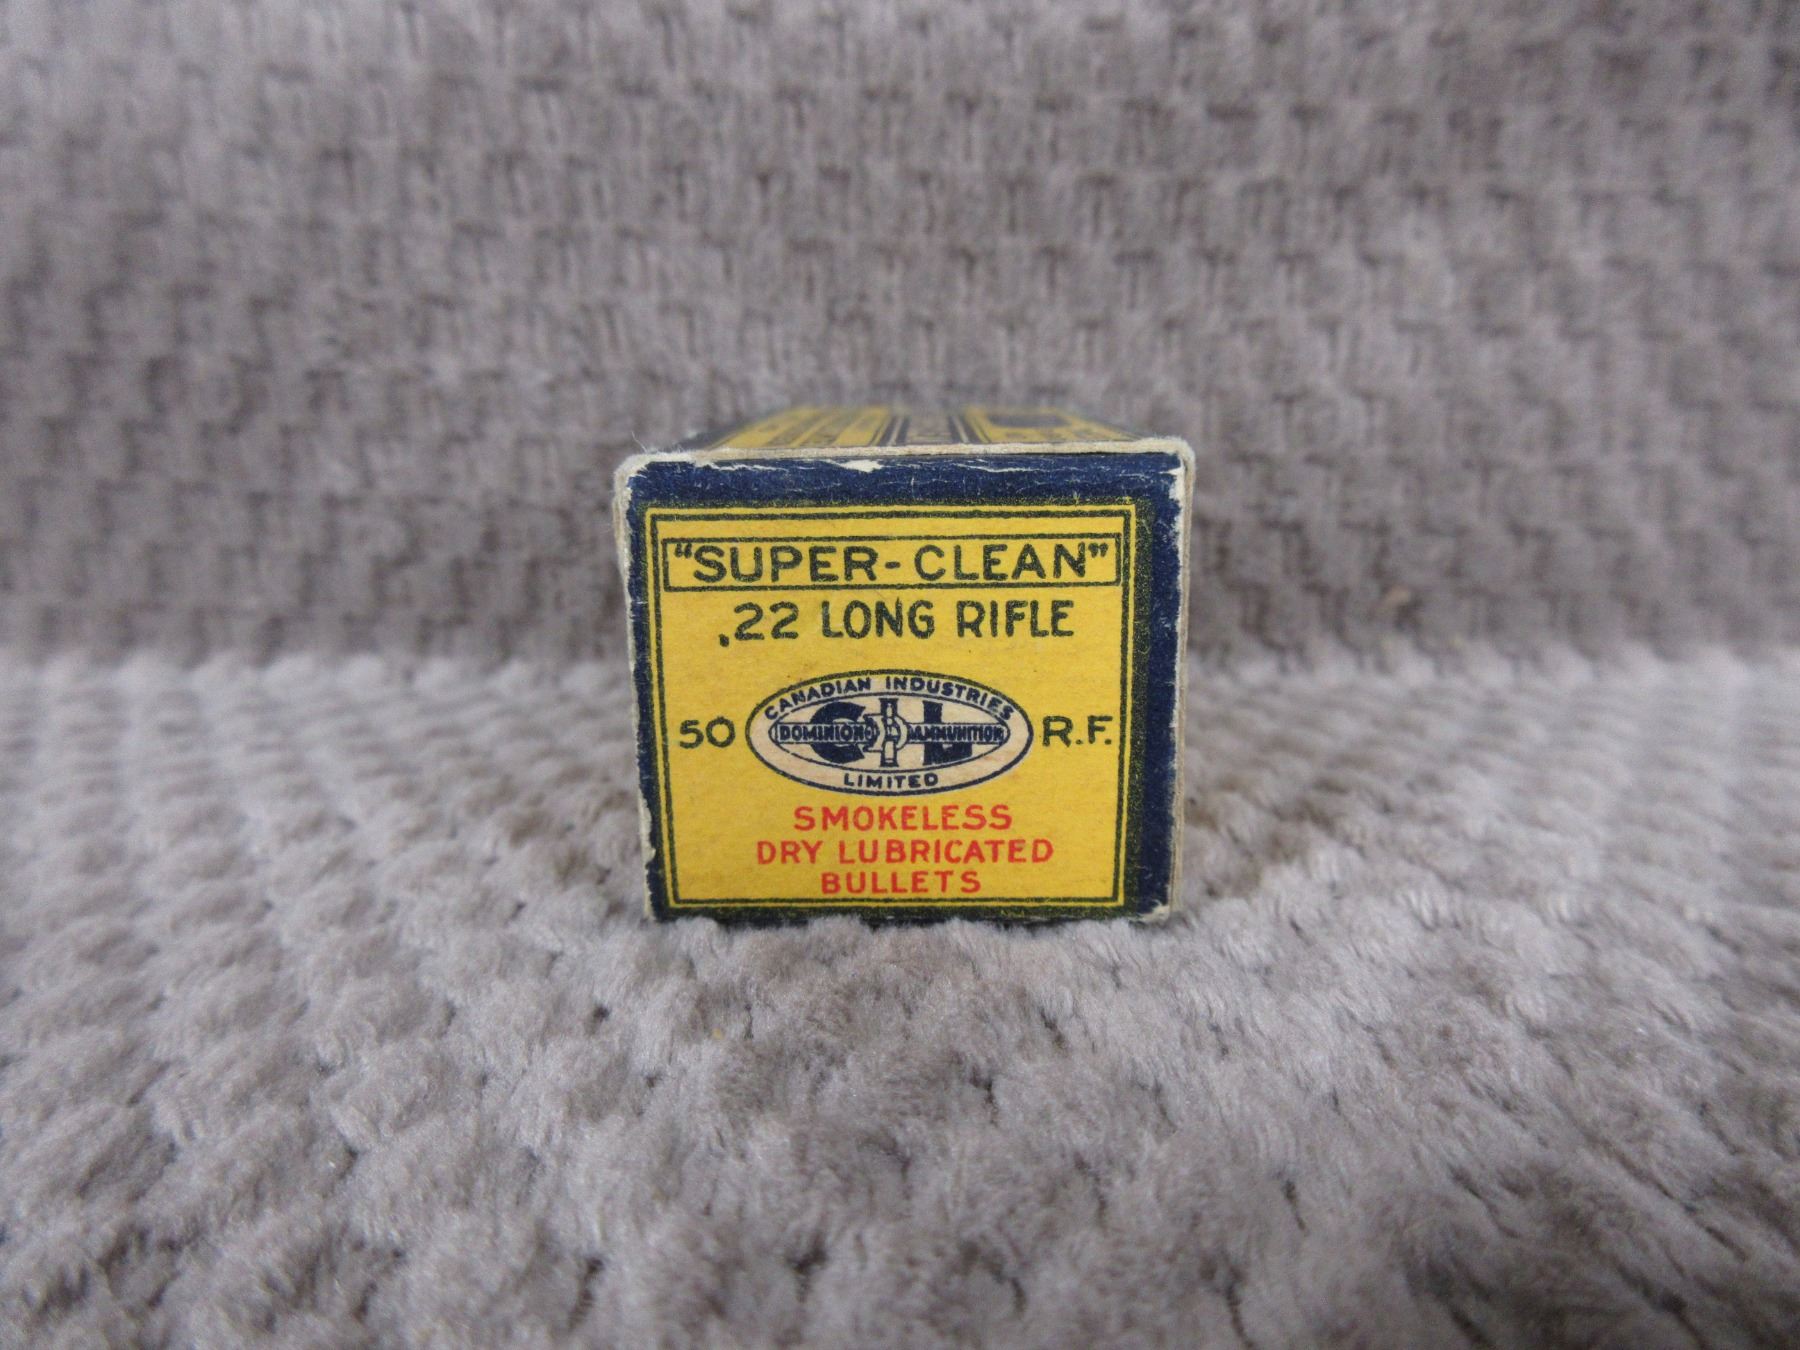 "SUPER-CLEAN"
.22 LONG RIFLE
50
CANADIAN INDUSTRIES
CIL
DOMINION AMMUNITION
LIMITED
R.F.
SMOKELESS
DRY LUBRICATED
BULLETS